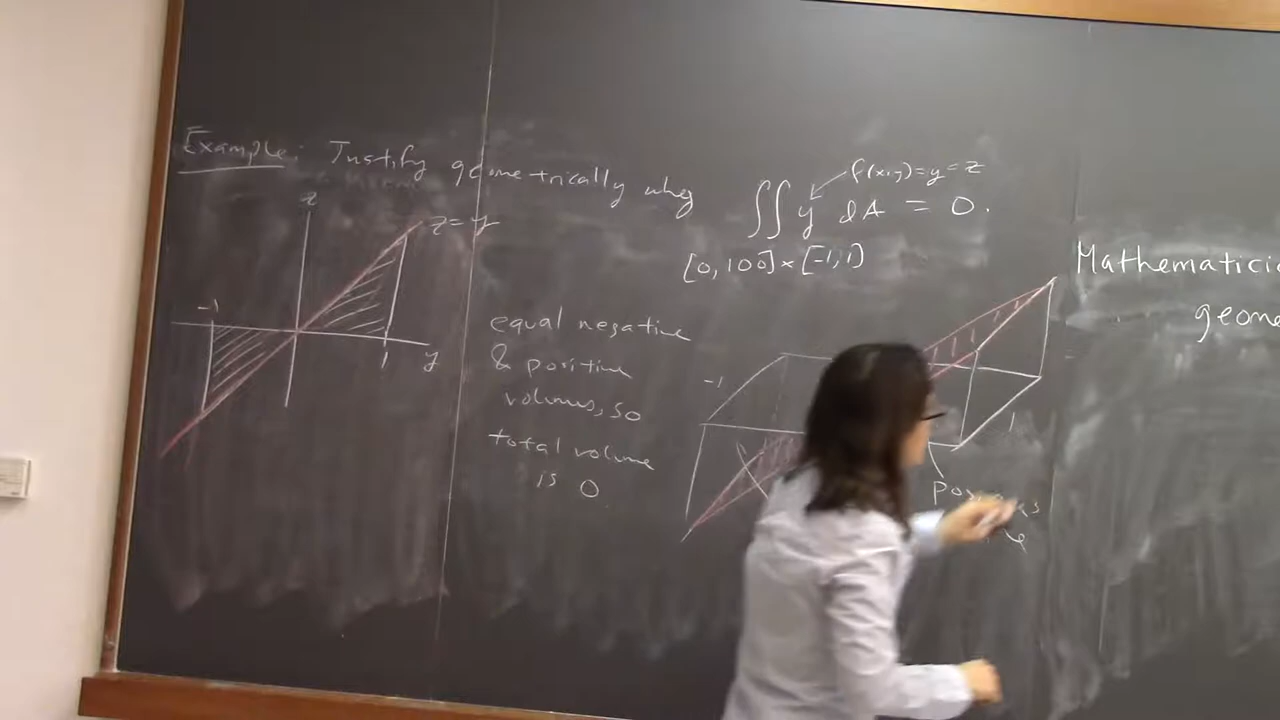 Example: Justify geometrically why ∬ y dA = 0.
f(x,y)=y=z
[0,100]×[-1,1]
z
z=y
-1
1
y
equal negative
& positive
volumes, so
total volume
is 0
-1
1
Mathematici
geome